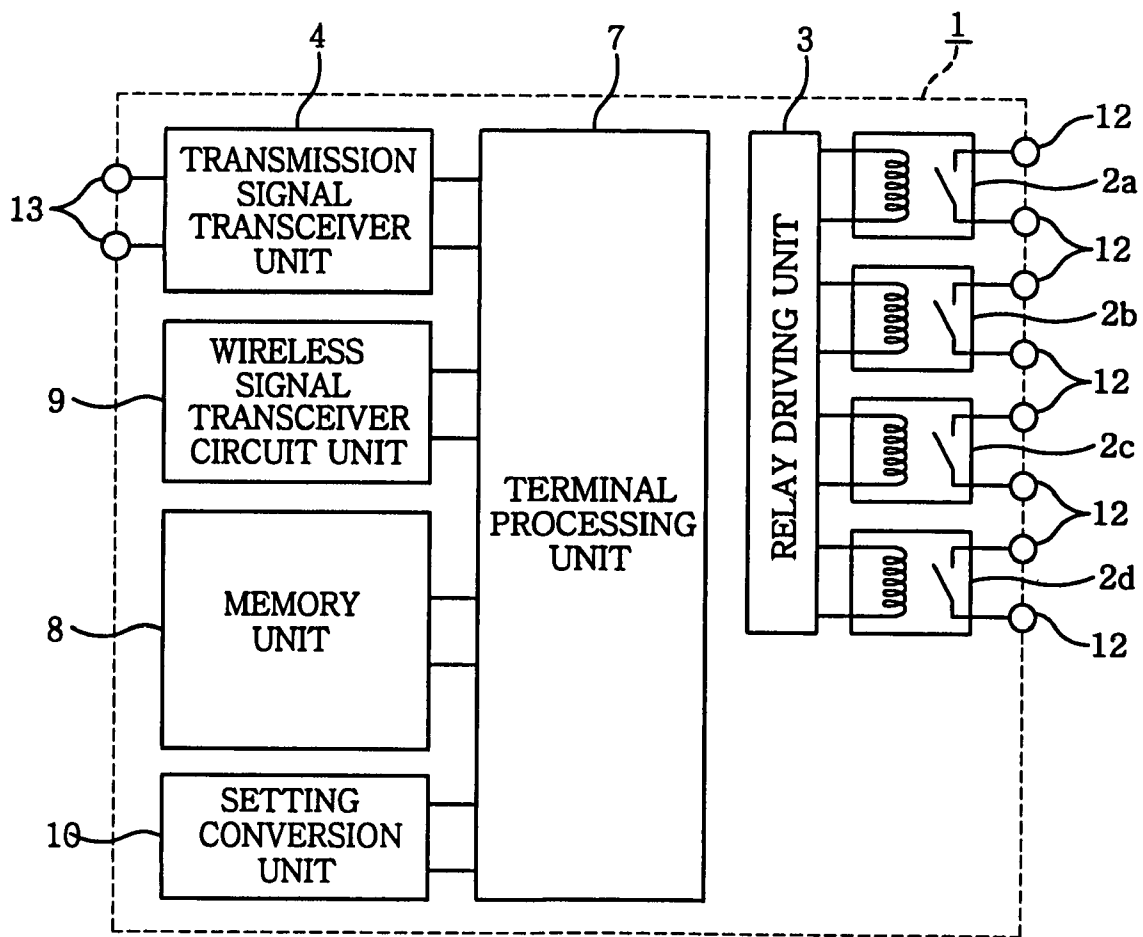 4
7
3
1
TRANSMISSION
SIGNAL
TRANSCEIVER
UNIT
13
WIRELESS
SIGNAL
TRANSCEIVER
CIRCUIT UNIT
9
MEMORY
UNIT
8
SETTING
CONVERSION
UNIT
10
TERMINAL
PROCESSING
UNIT
RELAY DRIVING UNIT
12
2a
12
2b
12
2c
12
2d
12